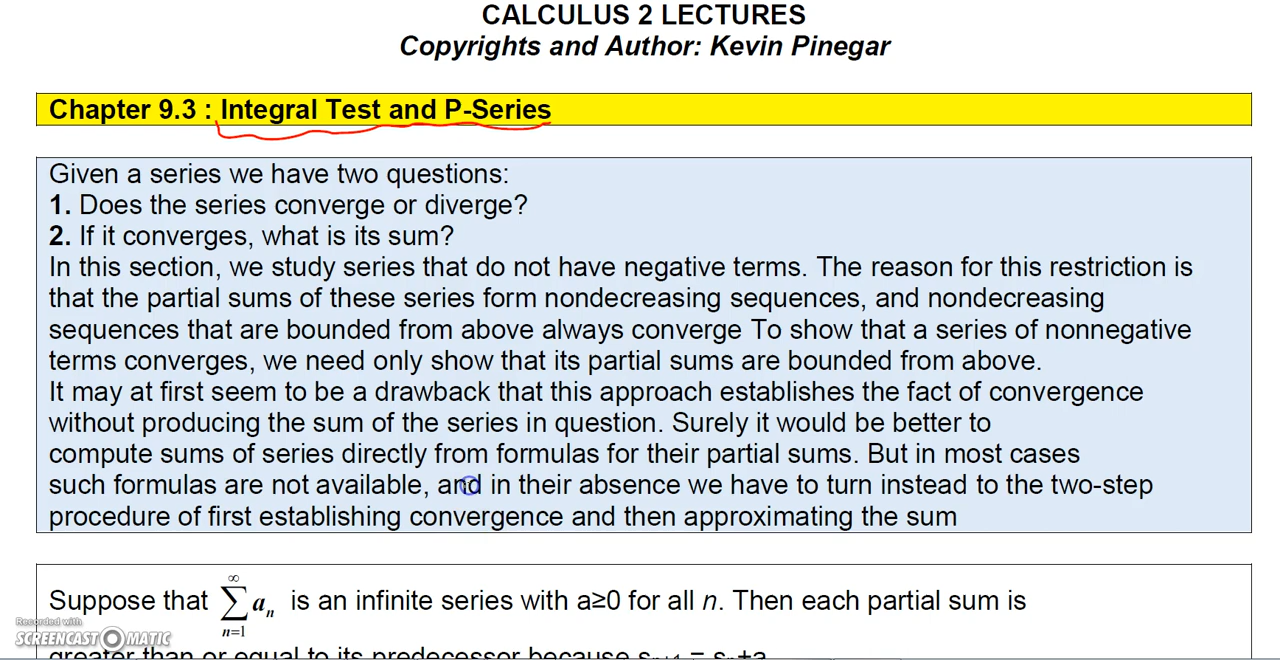 CALCULUS 2 LECTURES
Copyrights and Author: Kevin Pinegar
Chapter 9.3 : Integral Test and P-Series
Given a series we have two questions:
1. Does the series converge or diverge?
2. If it converges, what is its sum?
In this section, we study series that do not have negative terms. The reason for this restriction is
that the partial sums of these series form nondecreasing sequences, and nondecreasing
sequences that are bounded from above always converge To show that a series of nonnegative
terms converges, we need only show that its partial sums are bounded from above.
It may at first seem to be a drawback that this approach establishes the fact of convergence
without producing the sum of the series in question. Surely it would be better to
compute sums of series directly from formulas for their partial sums. But in most cases
such formulas are not available, and in their absence we have to turn instead to the two-step
procedure of first establishing convergence and then approximating the sum
Suppose that ∑_{n=1}^{∞} a_n is an infinite series with a≥0 for all n. Then each partial sum is
Recorded with
SCREENCAST-O-MATIC
greater than or equal to its predecessor because